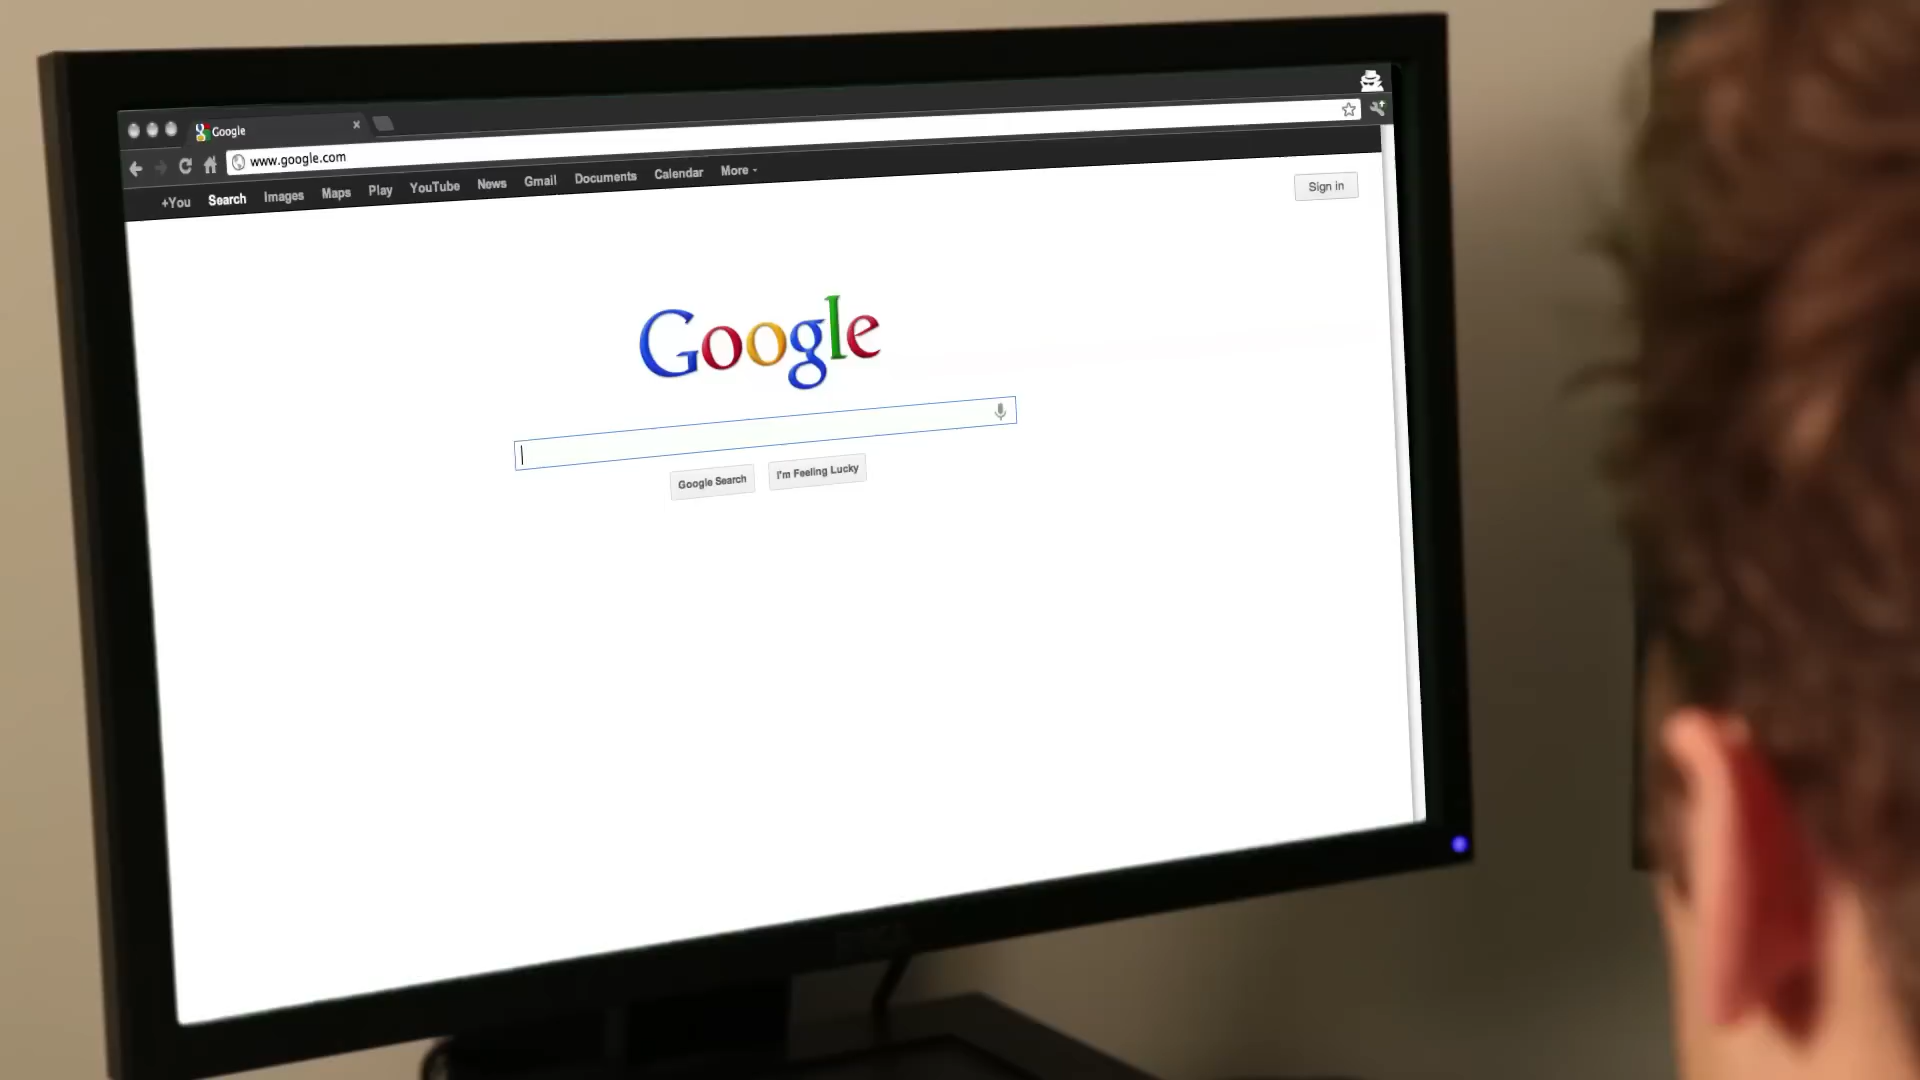 Google
www.google.com
+You Search Images Maps Play YouTube News Gmail Documents Calendar More
Sign in
Google
Google Search I'm Feeling Lucky